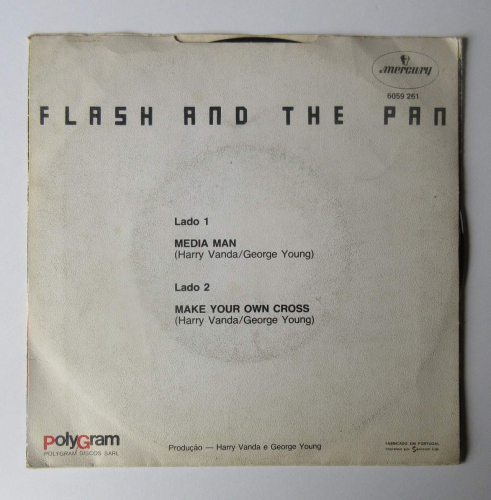 mercury
6059 261
FLASH AND THE PAN
Lado 1
MEDIA MAN
(Harry Vanda/George Young)
Lado 2
MAKE YOUR OWN CROSS
(Harry Vanda/George Young)
polyGram
POLYGRAM DISCOS SARL
Produção — Harry Vanda e George Young
FABRICADO EM PORTUGAL